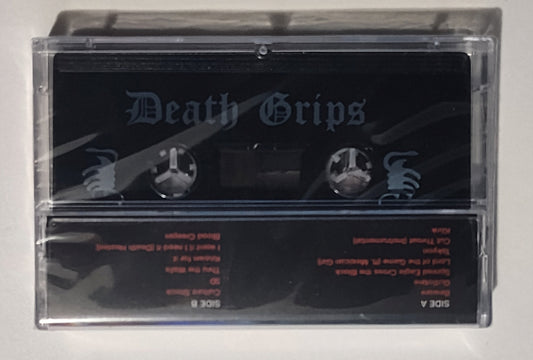 Death Grips
SIDE A
Beware
Guillotine
Spread Eagle Cross the Block
Lord of the Game (ft. Mexican Girl)
Takyon
Cut Throat (Instrumental)
Klink
SIDE B
Culture Shock
5D
Thru the Walls
Known for it
I want it I need it (Death Heated)
Blood Creepin